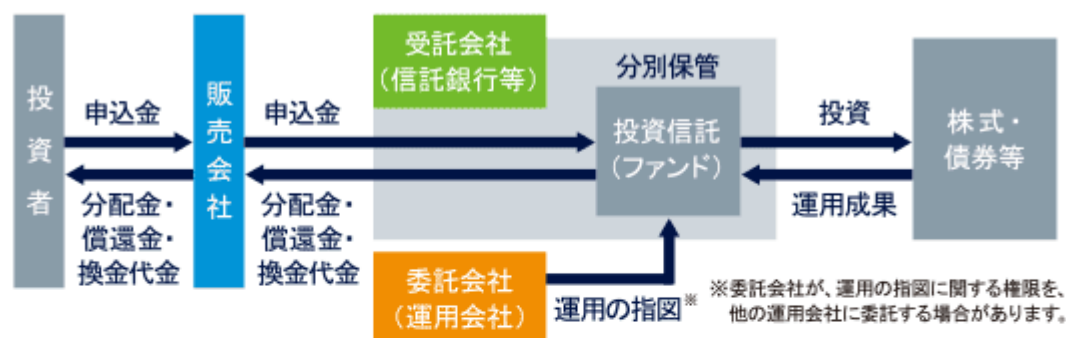 投資者
申込金
分配金・
償還金・
換金代金
販売会社
申込金
分配金・
償還金・
換金代金
受託会社
（信託銀行等）
分別保管
投資信託
（ファンド）
委託会社
（運用会社）
運用の指図※
投資
運用成果
株式・
債券等
※委託会社が、運用の指図に関する権限を、
他の運用会社に委託する場合があります。